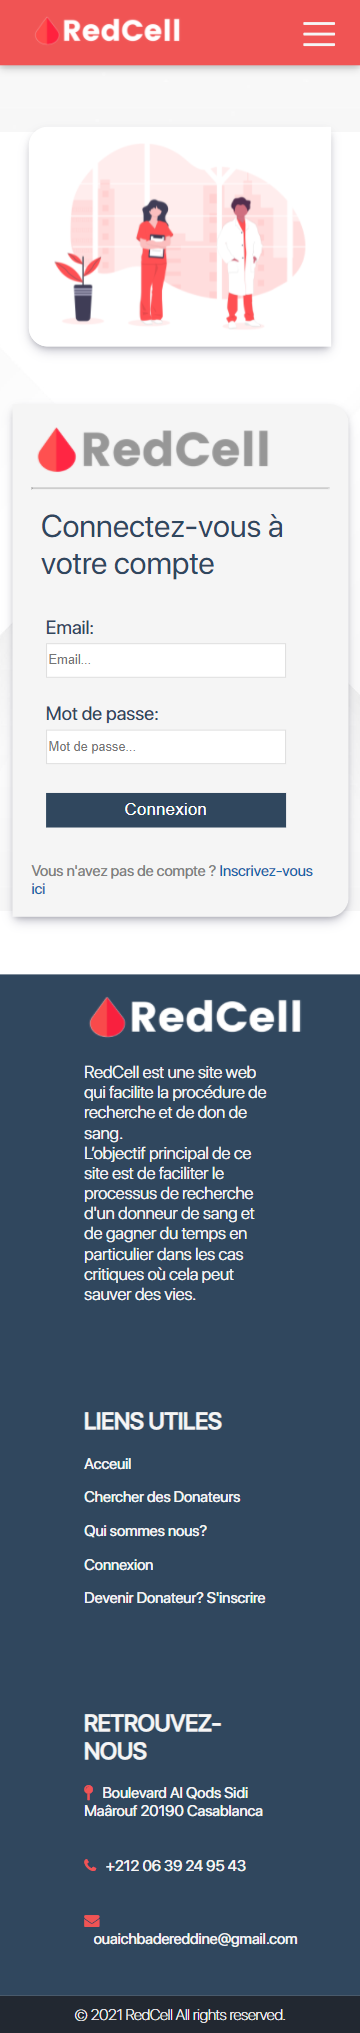 RedCell
RedCell
Connectez-vous à
votre compte
Email:
Email...
Mot de passe:
Mot de passe...
Connexion
Vous n'avez pas de compte ? Inscrivez-vous
ici
RedCell
RedCell est une site web
qui facilite la procédure de
recherche et de don de
sang.
L'objectif principal de ce
site est de faciliter le
processus de recherche
d'un donneur de sang et
de gagner du temps en
particulier dans les cas
critiques où cela peut
sauver des vies.
LIENS UTILES
Acceuil
Chercher des Donateurs
Qui sommes nous?
Connexion
Devenir Donateur? S'inscrire
RETROUVEZ-
NOUS
Boulevard Al Qods Sidi
Maârouf 20190 Casablanca
+212 06 39 24 95 43
ouaichbadereddine@gmail.com
© 2021 RedCell All rights reserved.